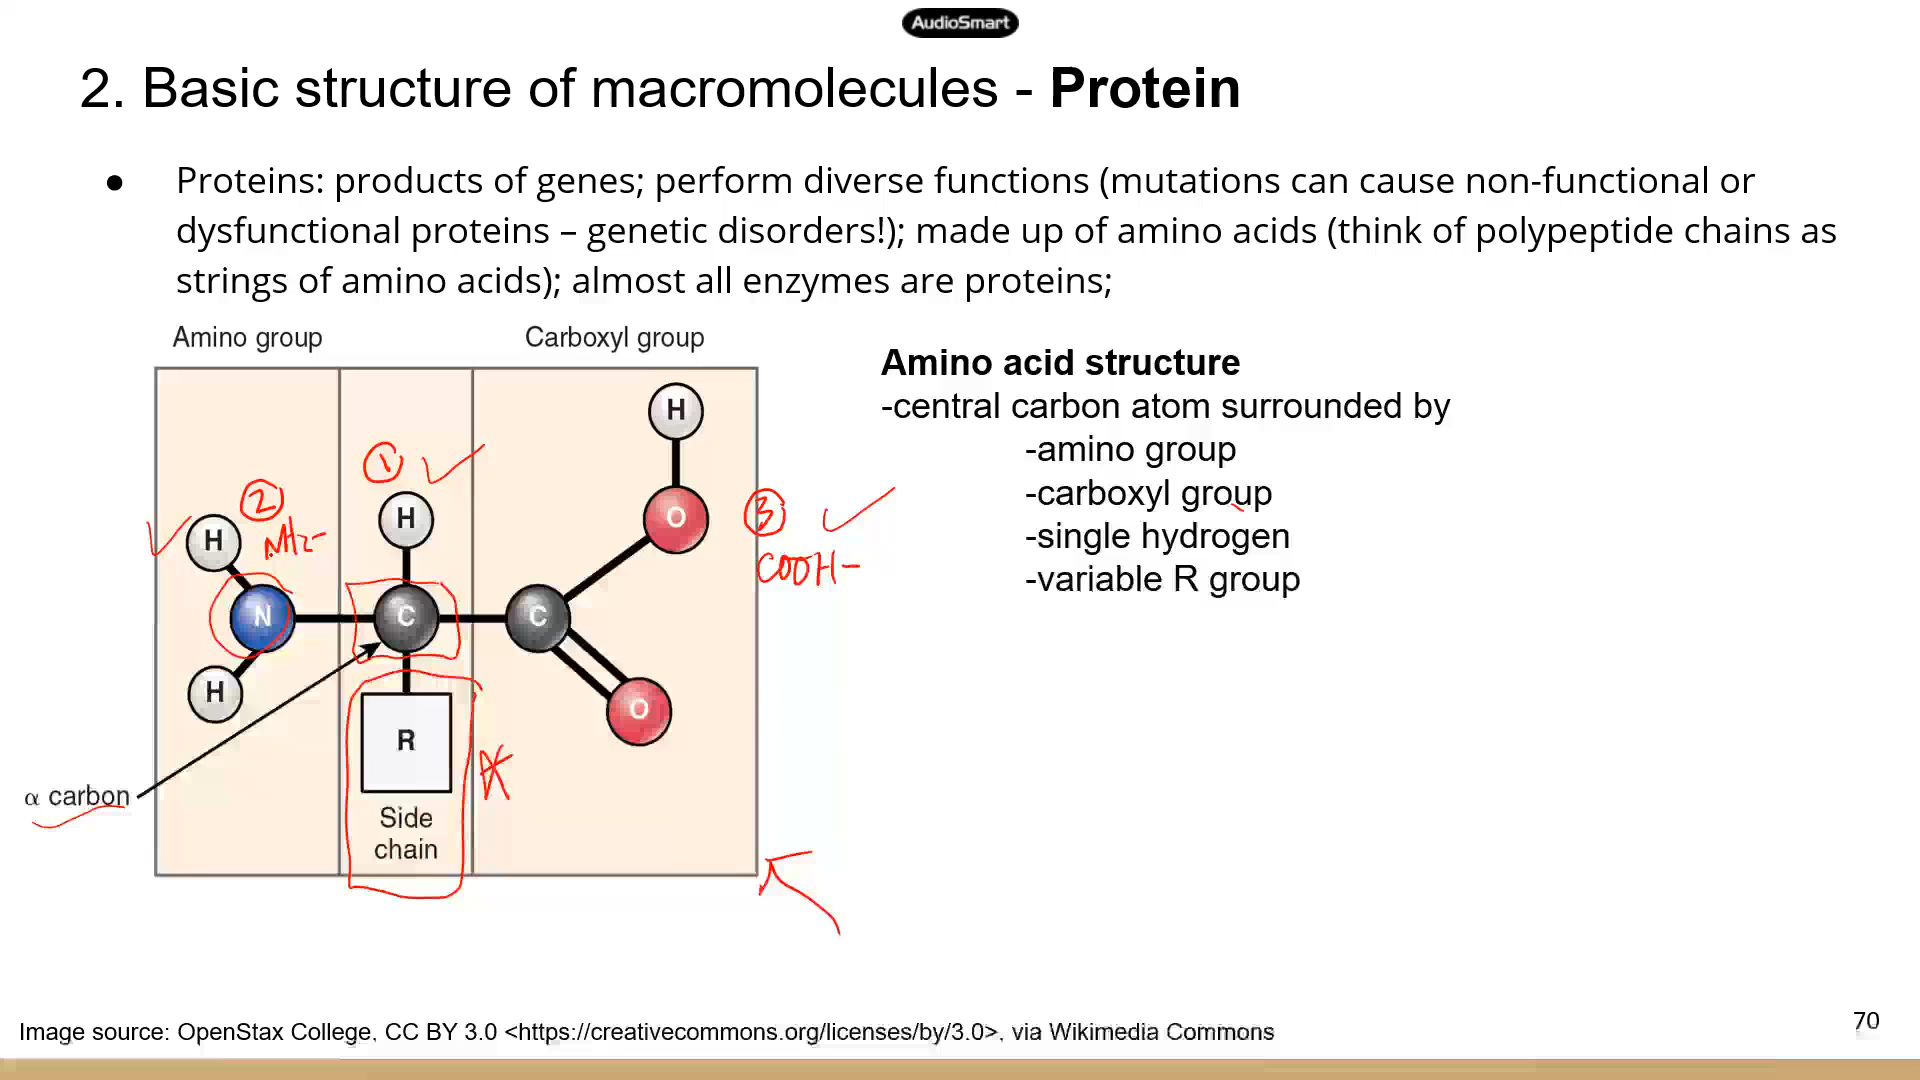 AudioSmart
2. Basic structure of macromolecules - Protein
● Proteins: products of genes; perform diverse functions (mutations can cause non-functional or
dysfunctional proteins – genetic disorders!); made up of amino acids (think of polypeptide chains as
strings of amino acids); almost all enzymes are proteins;
Amino group
Carboxyl group
H
1
H
2
NH2-
H
O
3
COOH-
N
C
C
H
O
R
Side
chain
α carbon
Amino acid structure
-central carbon atom surrounded by
-amino group
-carboxyl group
-single hydrogen
-variable R group
Image source: OpenStax College, CC BY 3.0 <https://creativecommons.org/licenses/by/3.0>, via Wikimedia Commons
70